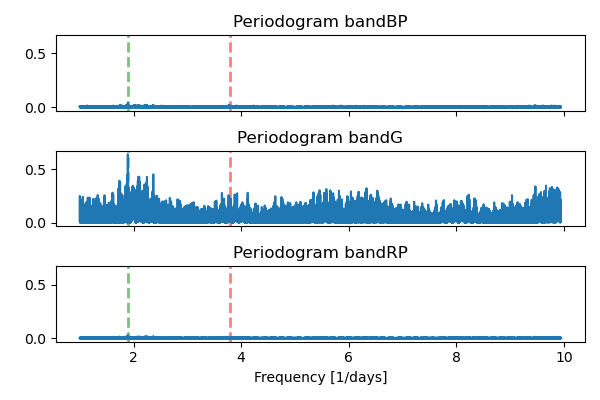 Periodogram bandBP
0.5
0.0
Periodogram bandG
0.5
0.0
Periodogram bandRP
0.5
0.0
2 4 6 8 10
Frequency [1/days]